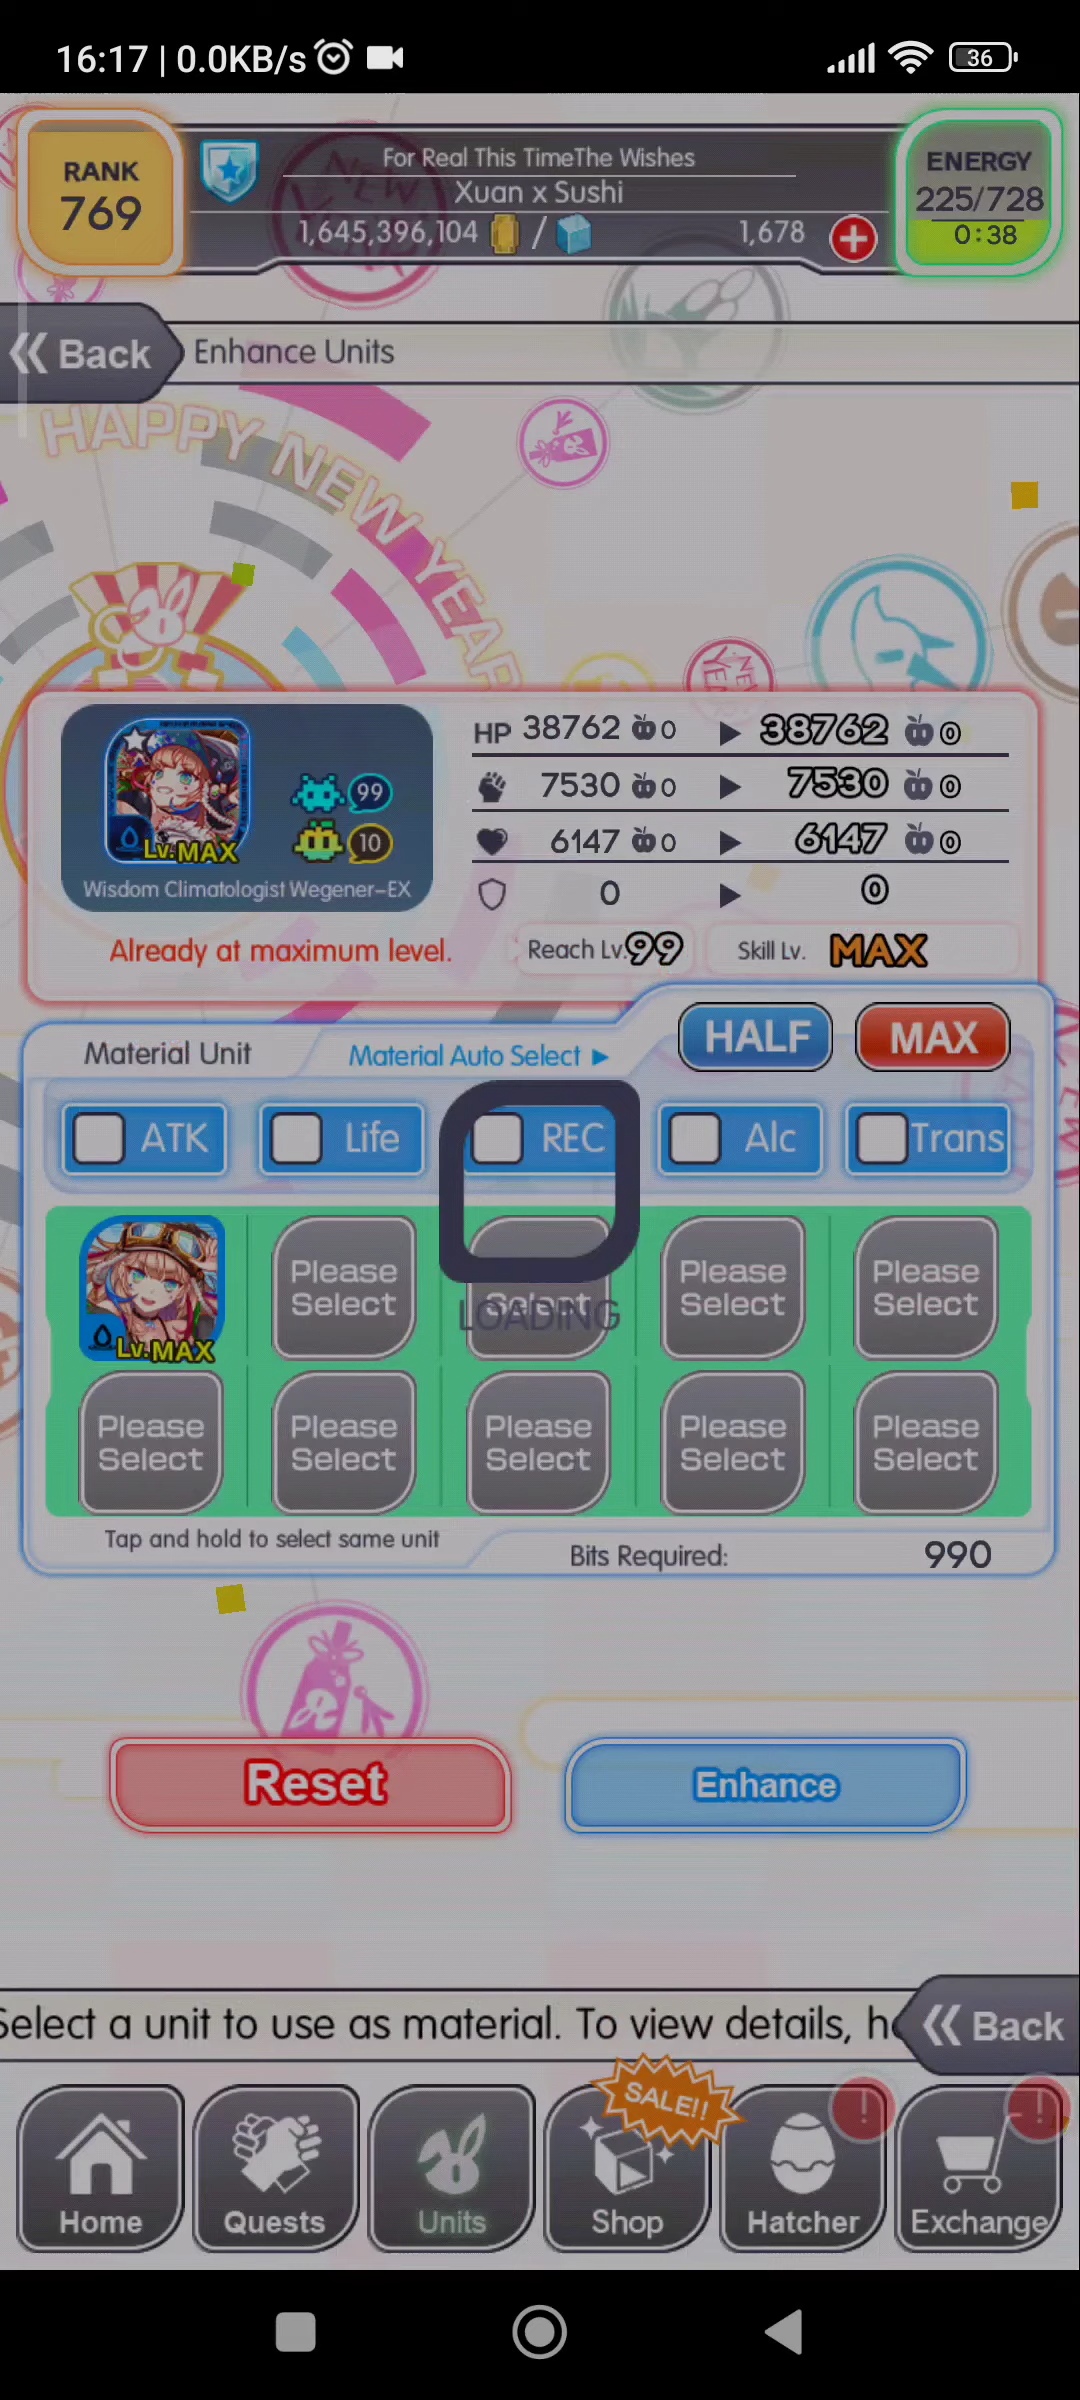 16:17 | 0.0KB/s
36
RANK
769
For Real This TimeThe Wishes
Xuan x Sushi
1,645,396,104 / 1,678
ENERGY
225/728
0:38
Back
Enhance Units
HAPPY NEW YEAR
HP 38762 0 ▶ 38762 0
7530 0 ▶ 7530 0
6147 0 ▶ 6147 0
0 ▶ 0
99
10
Lv.MAX
Wisdom Climatologist Wegener-EX
Already at maximum level.
Reach Lv.99
Skill Lv. MAX
Material Unit
Material Auto Select ▶
HALF
MAX
ATK
Life
REC
Alc
Trans
Lv.MAX
Please Select
Select
Please Select
Please Select
LOADING
Please Select
Please Select
Please Select
Please Select
Please Select
Tap and hold to select same unit
Bits Required: 990
Reset
Enhance
Select a unit to use as material. To view details, h
Back
SALE!!
Home
Quests
Units
Shop
Hatcher
Exchange